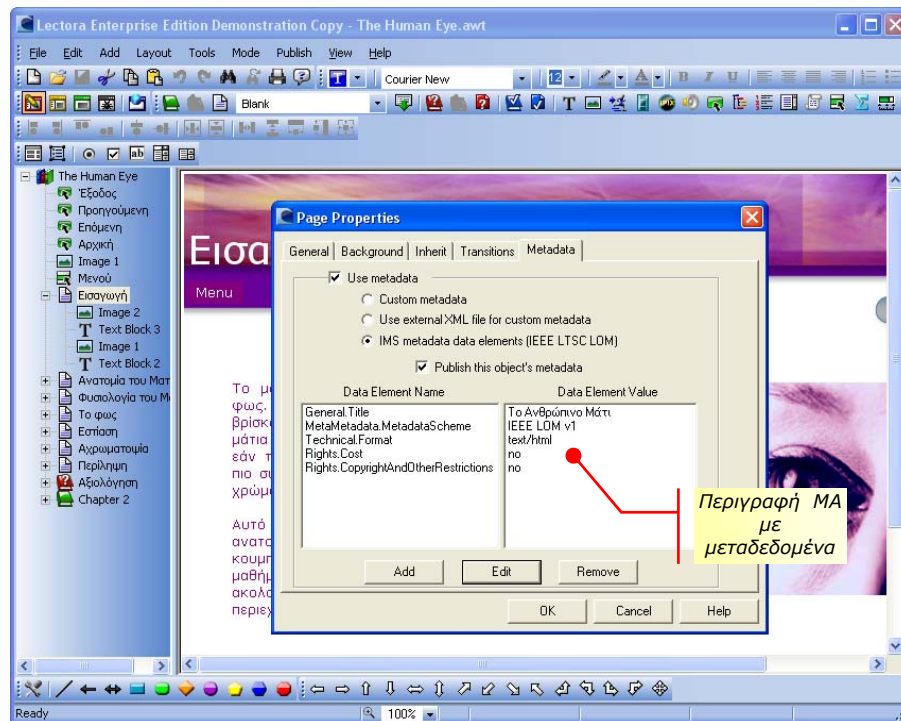 Lectora Enterprise Edition Demonstration Copy - The Human Eye.awt
File Edit Add Layout Tools Mode Publish View Help
Courier New 12 B I U
Blank
The Human Eye
Έξοδος
Προηγούμενη
Επόμενη
Αρχική
Image 1
Μενού
Εισαγωγή
Image 2
Text Block 3
Image 1
Text Block 2
Ανατομία του Ματ
Φυσιολογία του Μ
Το φως
Εστίαση
Αχρωματοψία
Περίληψη
Αξιολόγηση
Chapter 2
Εισα
Menu
Το μ
φως.
βρίσκ
μάτια
εάν τ
πιο συ
χρώμα
Αυτό
ανατο
κουμπ
μαθήμ
ακολο
περιεχ
Page Properties
General Background Inherit Transitions Metadata
Use metadata
Custom metadata
Use external XML file for custom metadata
IMS metadata data elements (IEEE LTSC LOM)
Publish this object's metadata
Data Element Name Data Element Value
General.Title Το Ανθρώπινο Μάτι
MetaMetadata.MetadataScheme IEEE LOM v1
Technical.Format text/html
Rights.Cost no
Rights.CopyrightAndOtherRestrictions no
Περιγραφή ΜΑ
με
μεταδεδομένα
Add Edit Remove
OK Cancel Help
Ready 100%